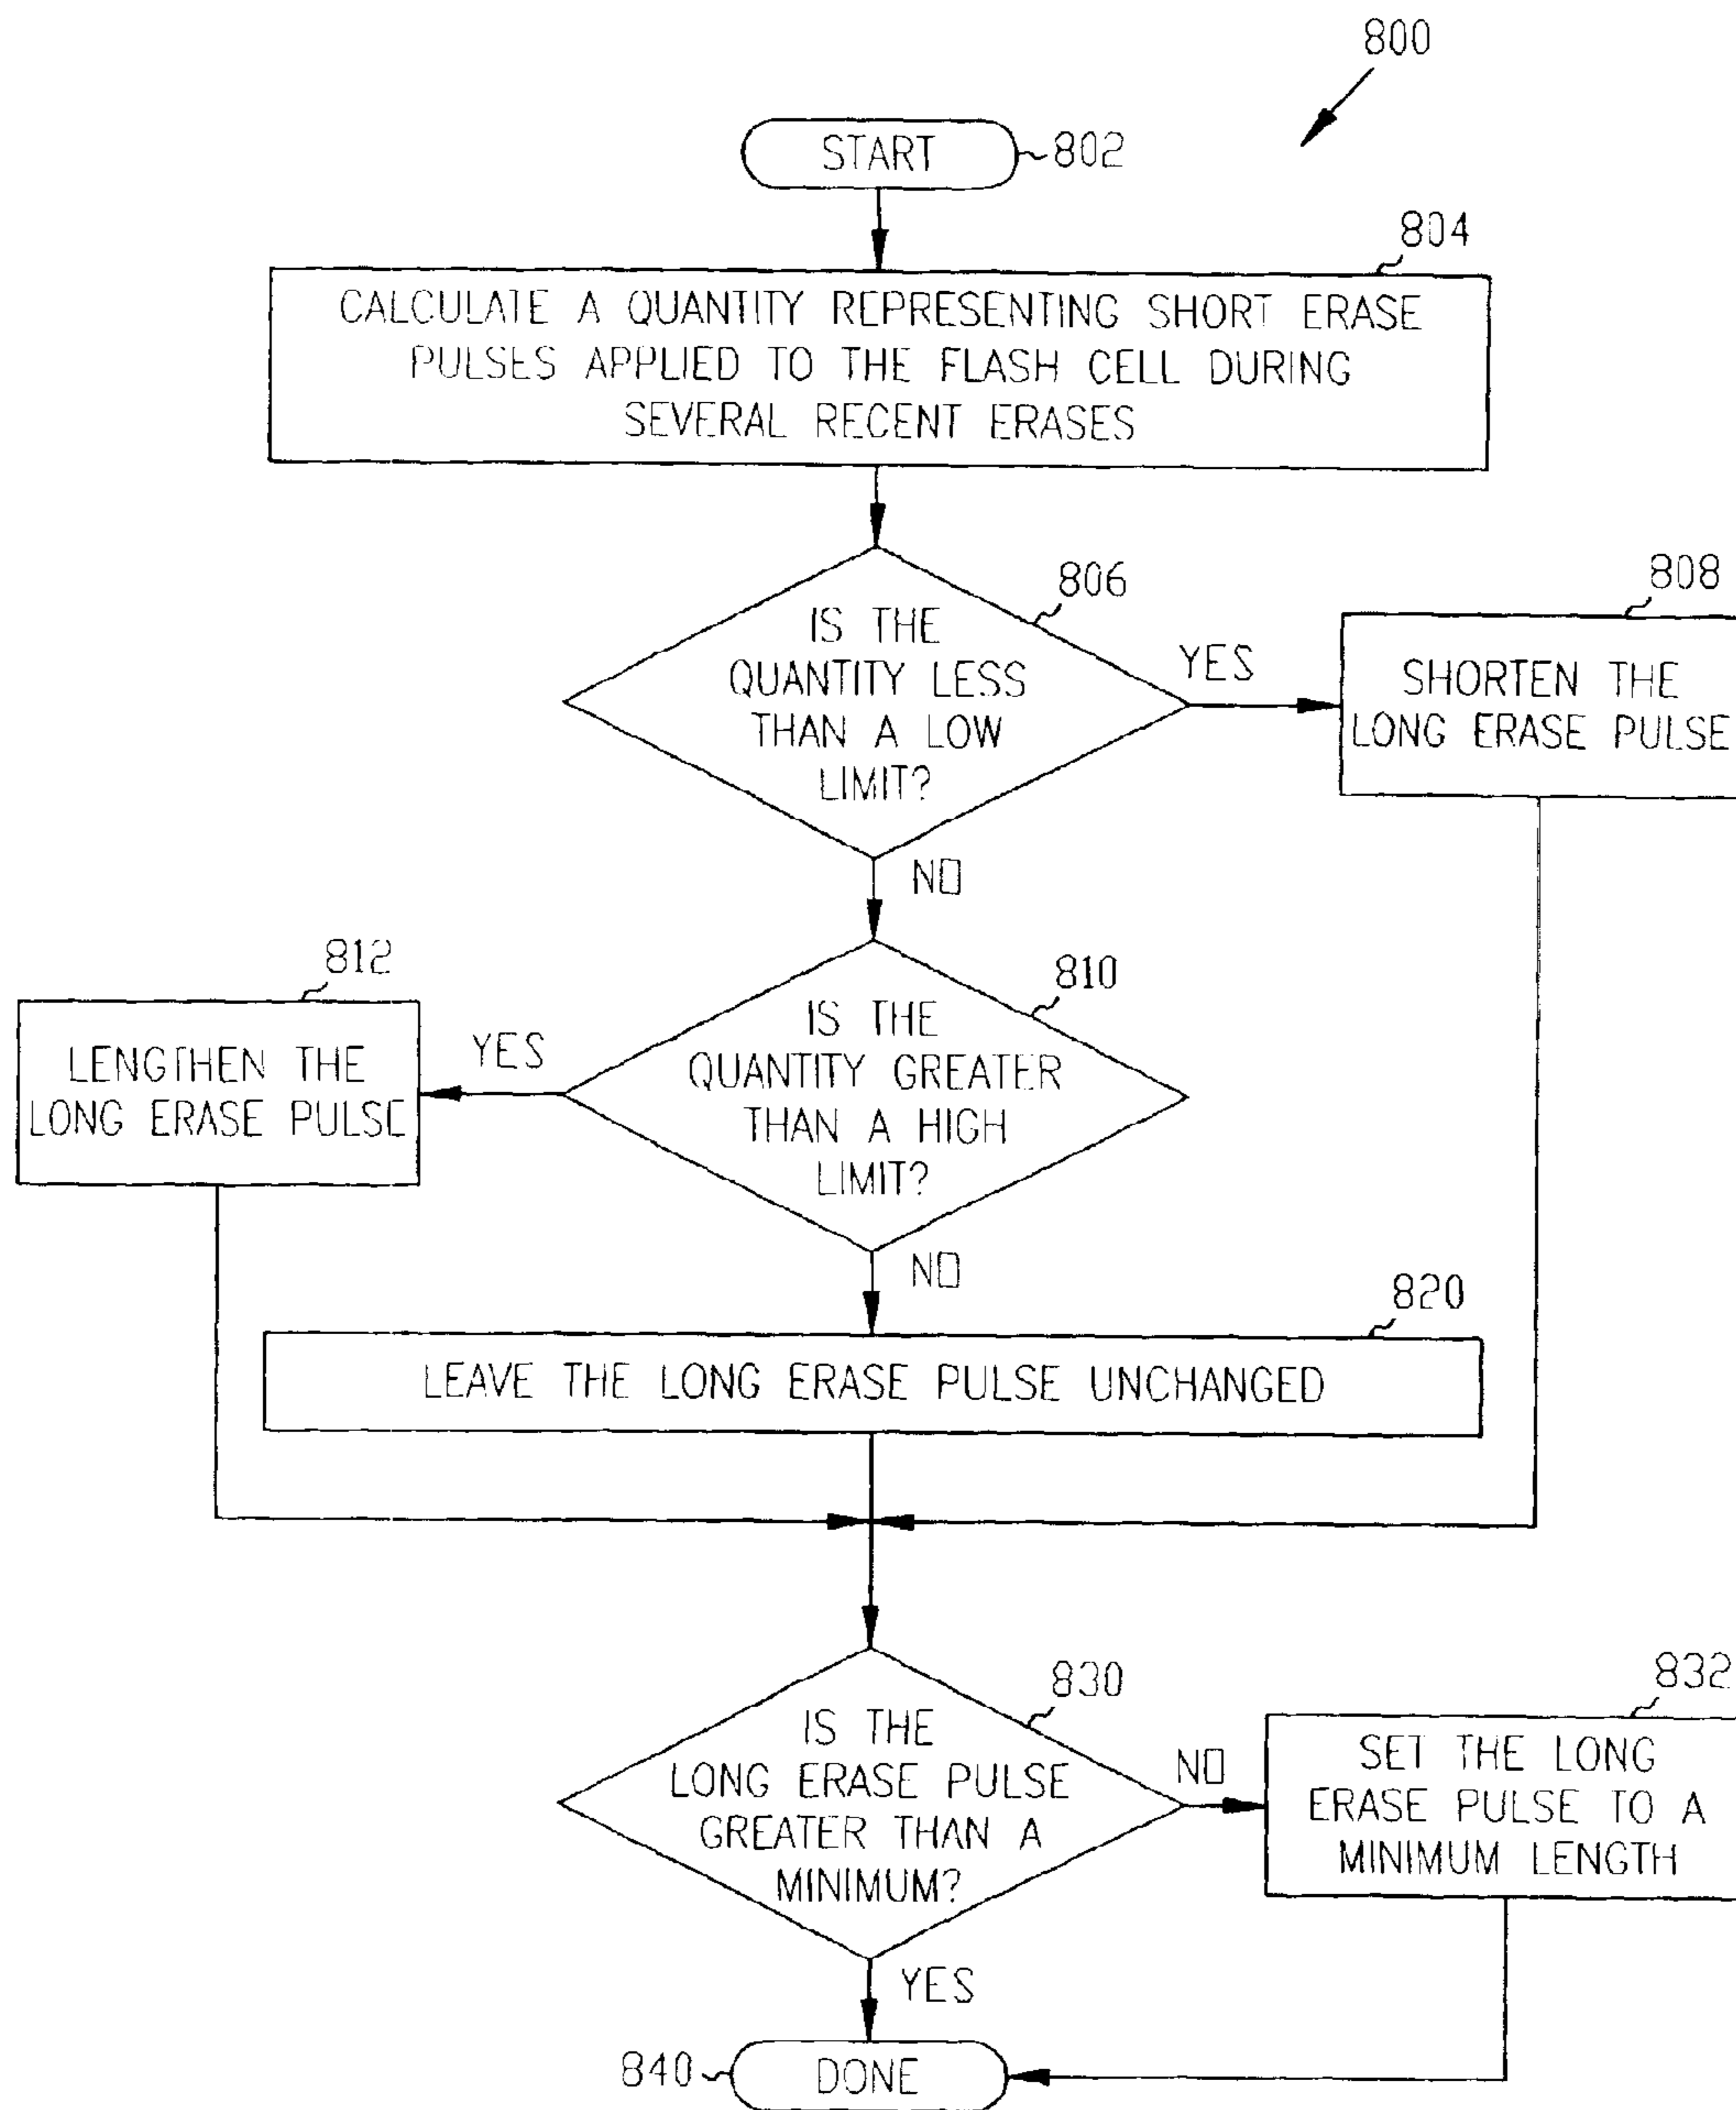 800
START
802
804
CALCULATE A QUANTITY REPRESENTING SHORT ERASE
PULSES APPLIED TO THE FLASH CELL DURING
SEVERAL RECENT ERASES
806
IS THE
QUANTITY LESS
THAN A LOW
LIMIT?
YES
808
SHORTEN THE
LONG ERASE PULSE
NO
810
IS THE
QUANTITY GREATER
THAN A HIGH
LIMIT?
YES
812
LENGTHEN THE
LONG ERASE PULSE
NO
820
LEAVE THE LONG ERASE PULSE UNCHANGED
830
IS THE
LONG ERASE PULSE
GREATER THAN A
MINIMUM?
NO
832
SET THE LONG
ERASE PULSE TO A
MINIMUM LENGTH
YES
840
DONE